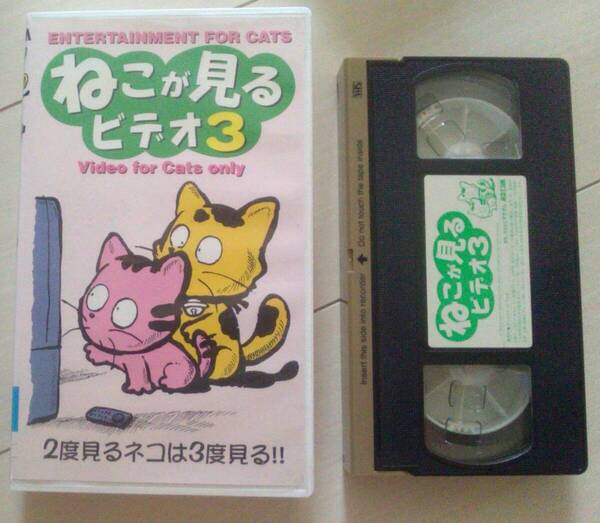 ENTERTAINMENT FOR CATS
ねこが見る
ビデオ3
Video for Cats only
2度見るネコは3度見る!!
VHS
Do not touch the tape inside
Insert this side into recorder
ねこが見る
ビデオ3